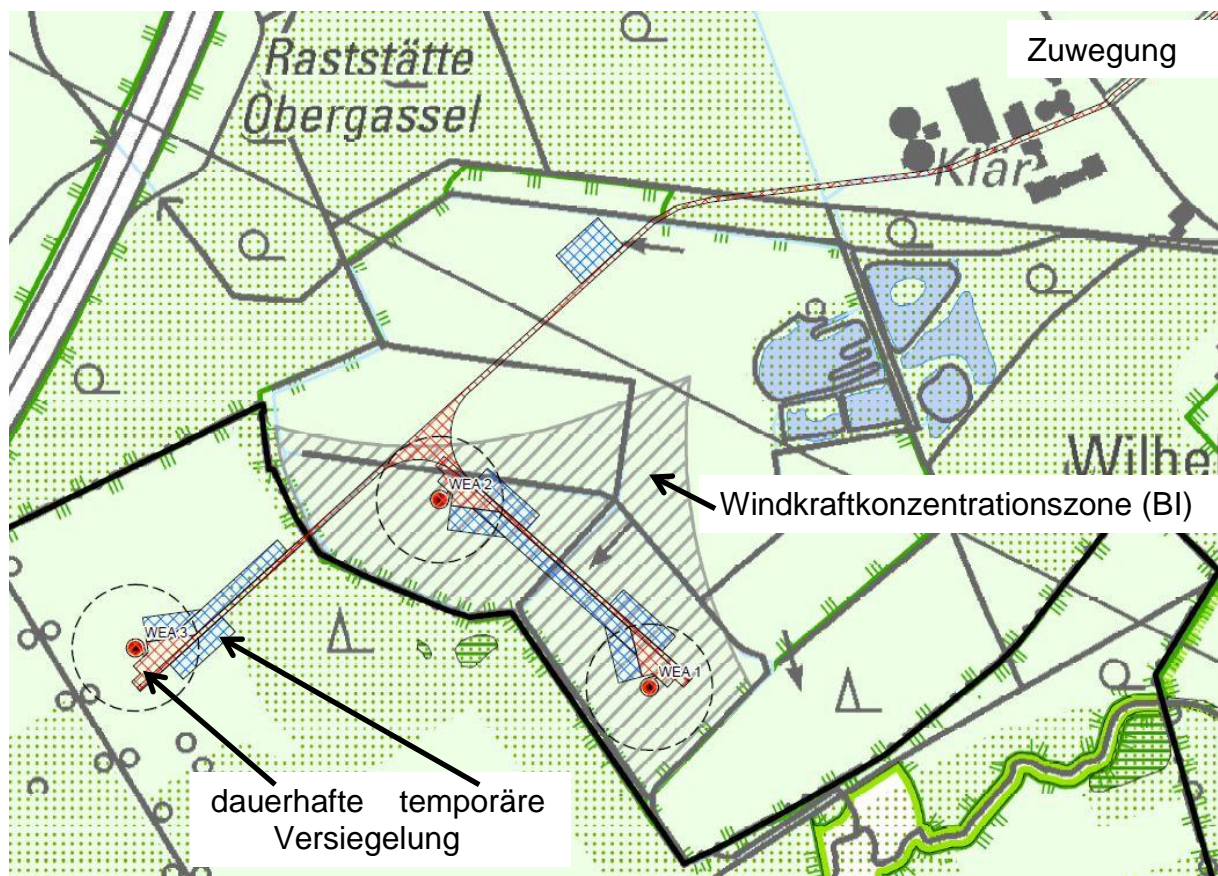 Zuwegung
Raststätte
Obergassel
Klär
Wilhe
WEA 2
Windkraftkonzentrationszone (BI)
WEA 3
WEA 1
dauerhafte temporäre
Versiegelung